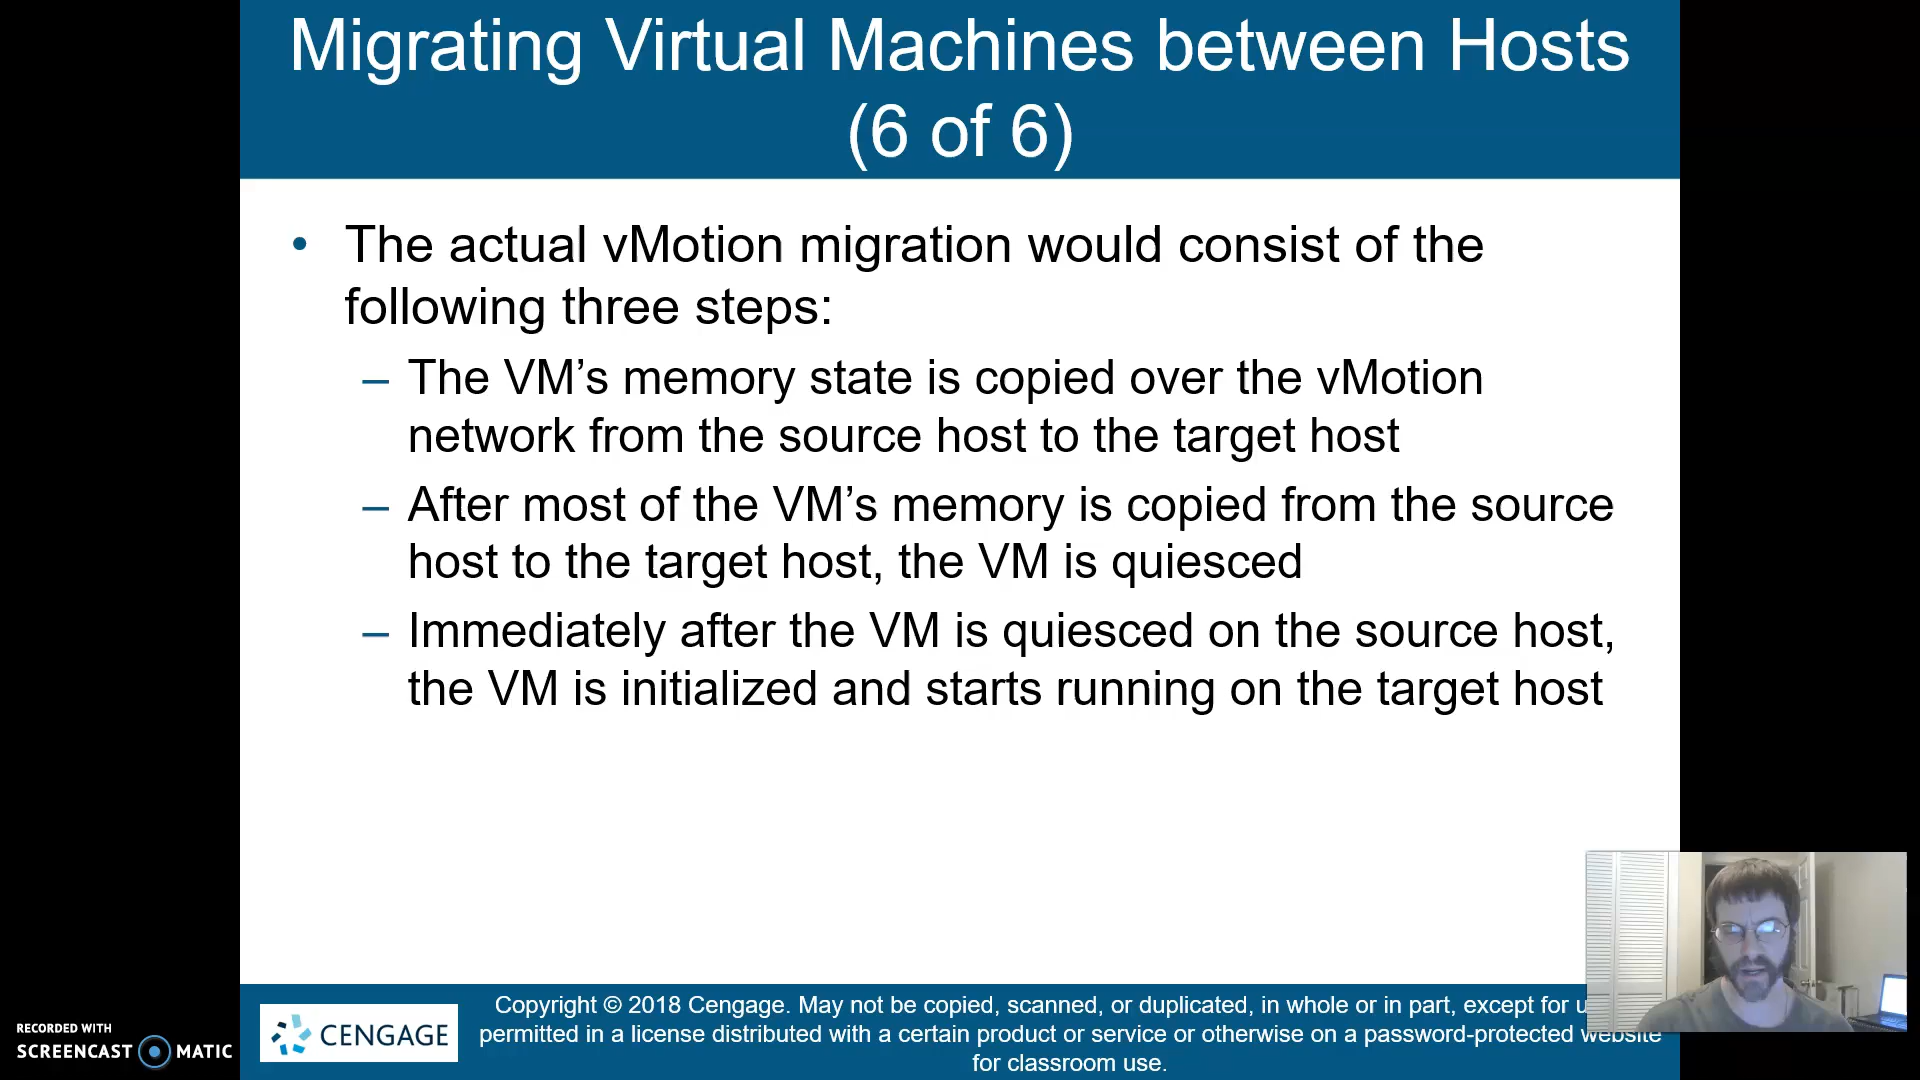 Migrating Virtual Machines between Hosts
(6 of 6)
• The actual vMotion migration would consist of the
following three steps:
– The VM’s memory state is copied over the vMotion
network from the source host to the target host
– After most of the VM’s memory is copied from the source
host to the target host, the VM is quiesced
– Immediately after the VM is quiesced on the source host,
the VM is initialized and starts running on the target host
Copyright © 2018 Cengage. May not be copied, scanned, or duplicated, in whole or in part, except for
permitted in a license distributed with a certain product or service or otherwise on a password-protected website
for classroom use.
CENGAGE
RECORDED WITH
SCREENCAST MATIC